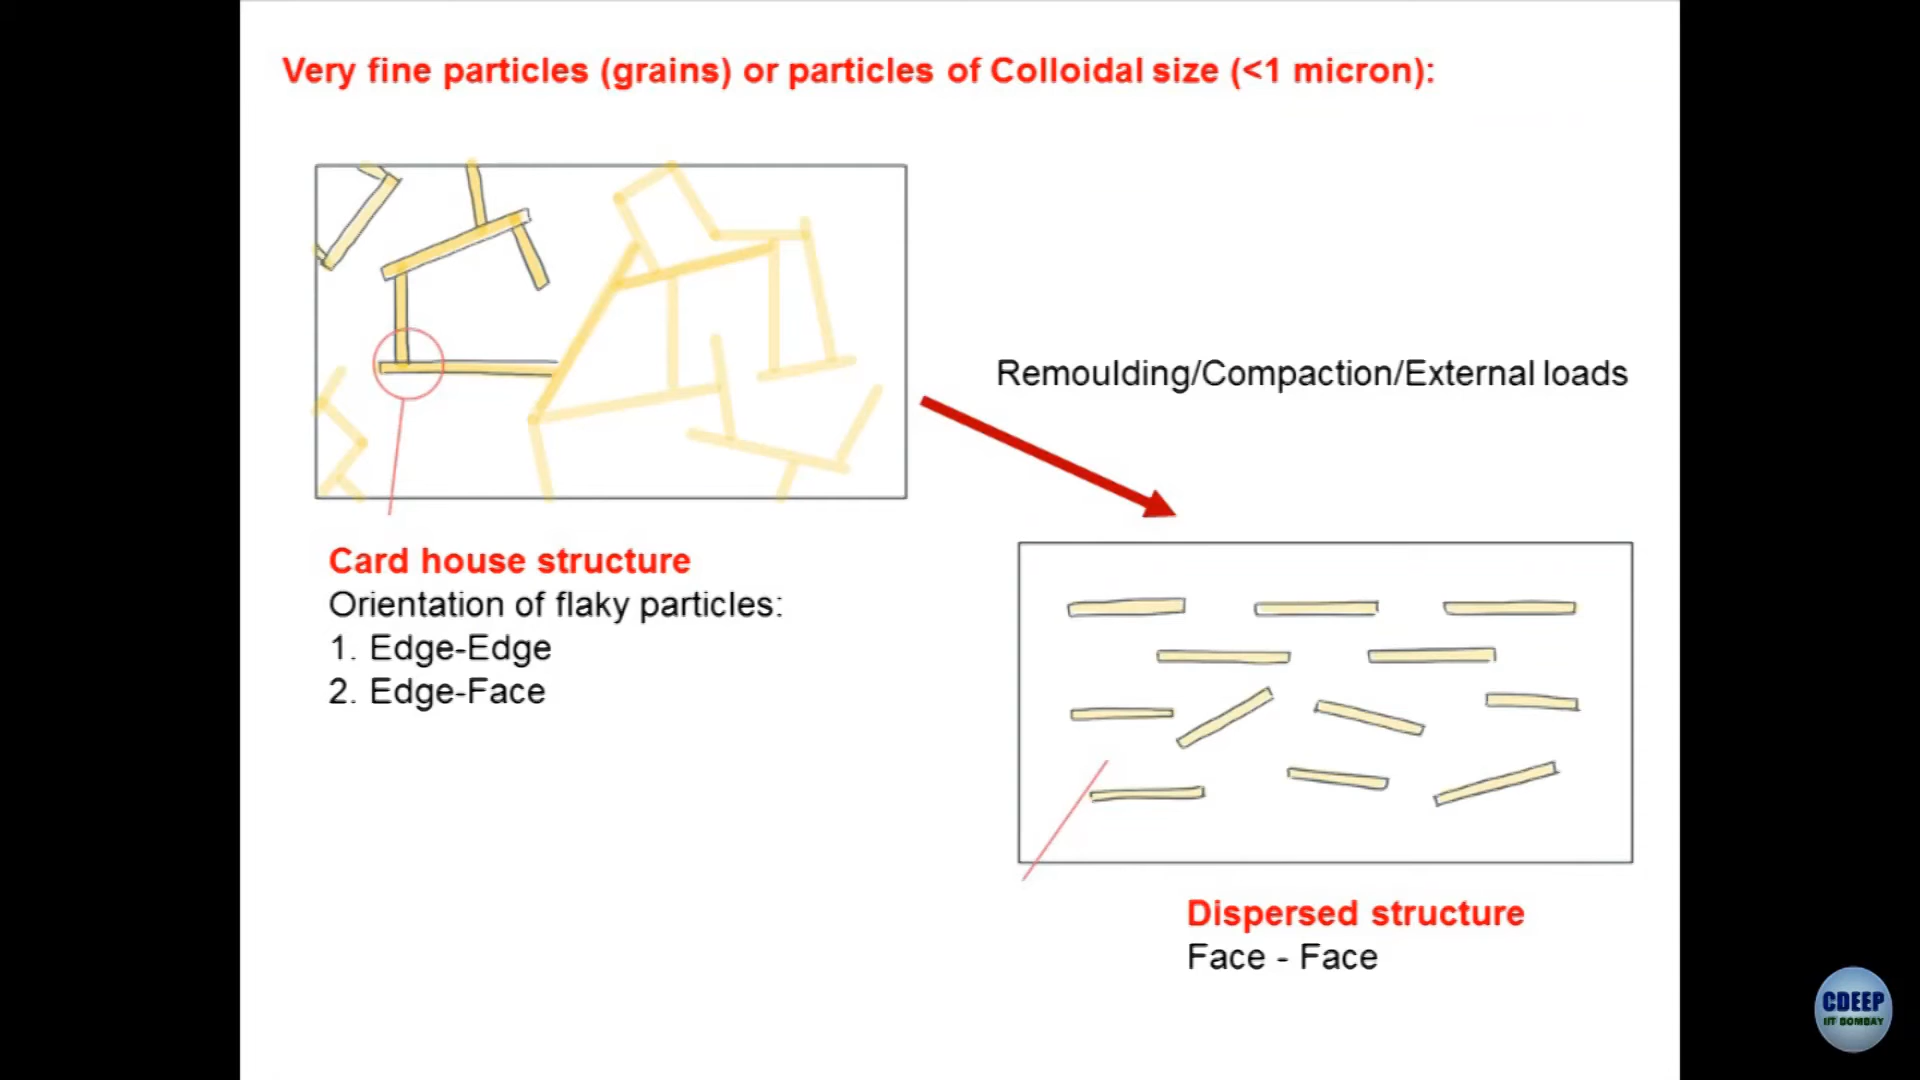 Very fine particles (grains) or particles of Colloidal size (<1 micron):
Remoulding/Compaction/External loads
Card house structure
Orientation of flaky particles:
1. Edge-Edge
2. Edge-Face
Dispersed structure
Face - Face
CDEEP
IIT BOMBAY